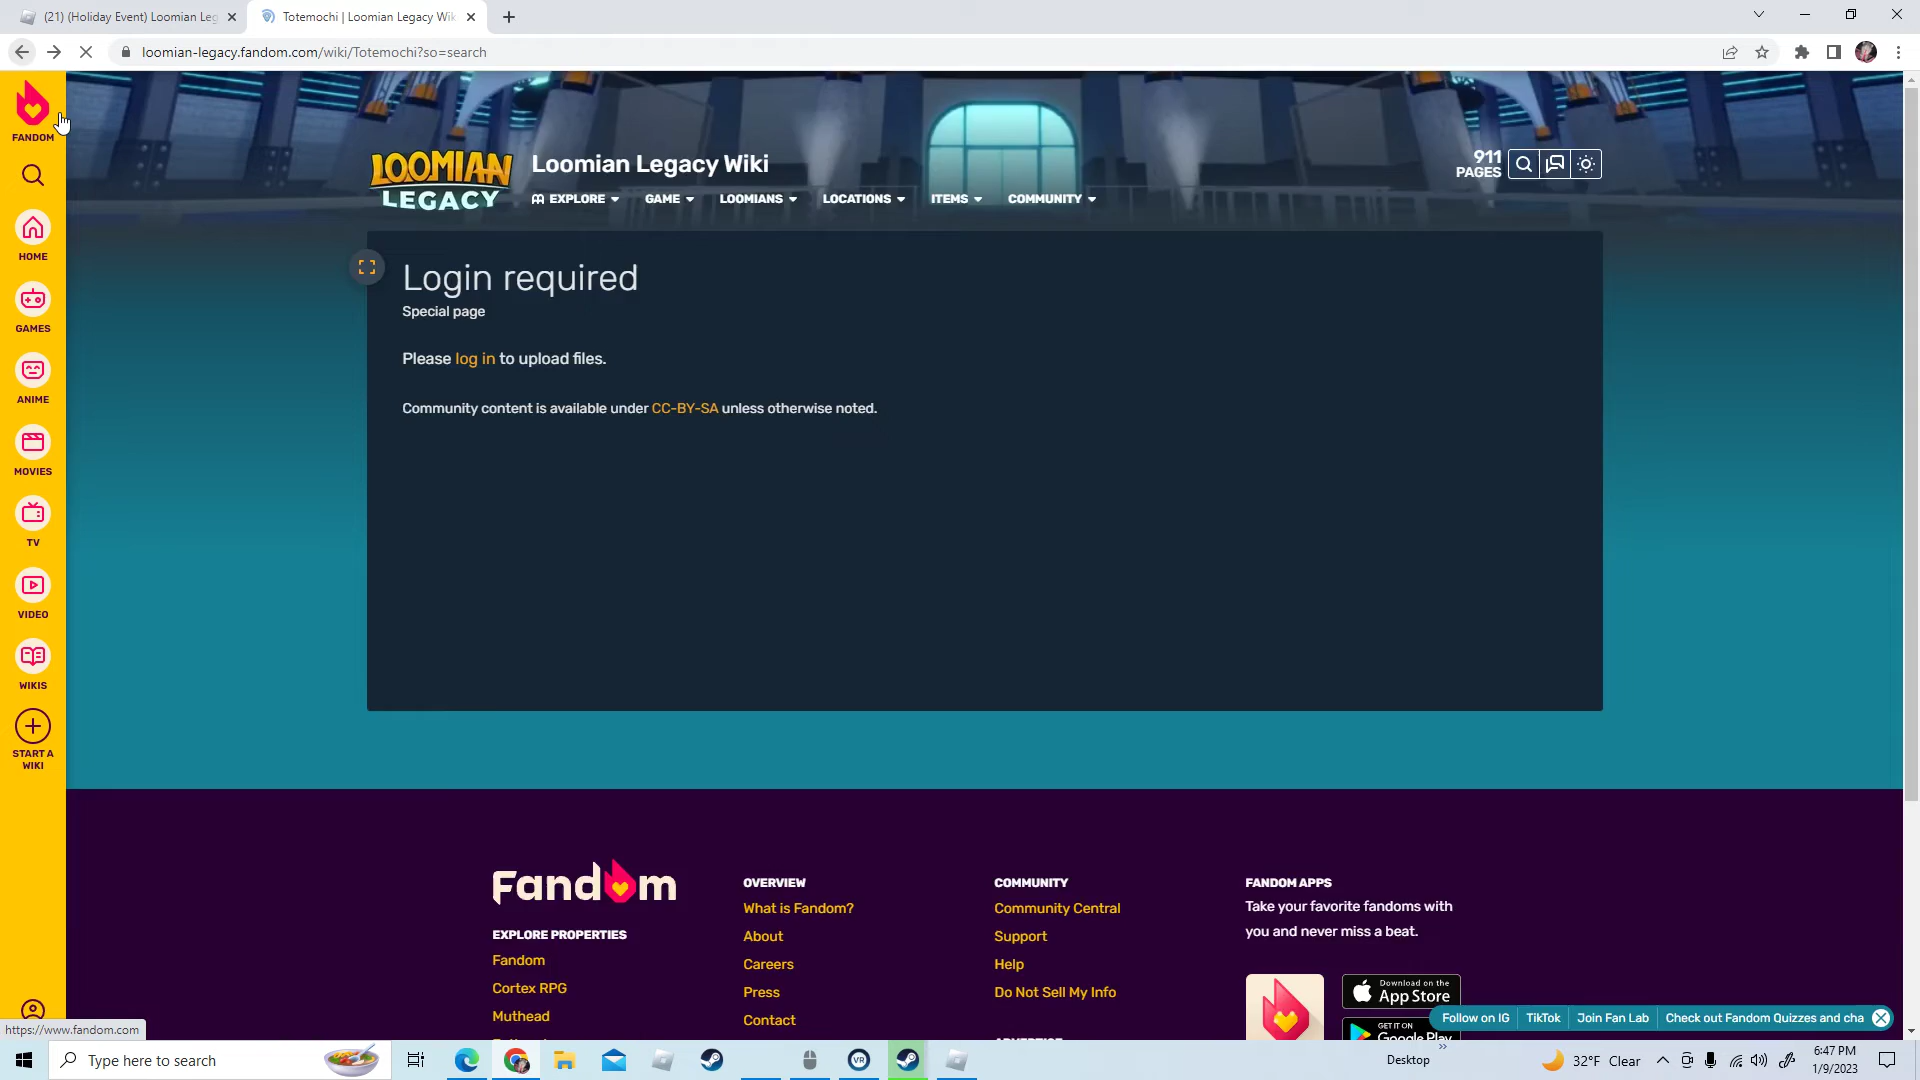 (21) (Holiday Event) Loomian Leg
Totemochi | Loomian Legacy Wik
loomian-legacy.fandom.com/wiki/Totemochi?so=search
FANDOM
HOME
GAMES
ANIME
MOVIES
TV
VIDEO
WIKIS
START A
WIKI
LOOMIAN
LEGACY
Loomian Legacy Wiki
EXPLORE GAME LOOMIANS LOCATIONS ITEMS COMMUNITY
911
PAGES
Login required
Special page
Please log in to upload files.
Community content is available under CC-BY-SA unless otherwise noted.
Fandom
EXPLORE PROPERTIES
Fandom
Cortex RPG
Muthead
OVERVIEW
What is Fandom?
About
Careers
Press
Contact
COMMUNITY
Community Central
Support
Help
Do Not Sell My Info
FANDOM APPS
Take your favorite fandoms with
you and never miss a beat.
Download on the
App Store
GET IT ON
Google Play
Follow on IG TikTok Join Fan Lab Check out Fandom Quizzes and cha
https://www.fandom.com
Type here to search
VR
Desktop
32°F Clear
6:47 PM
1/9/2023